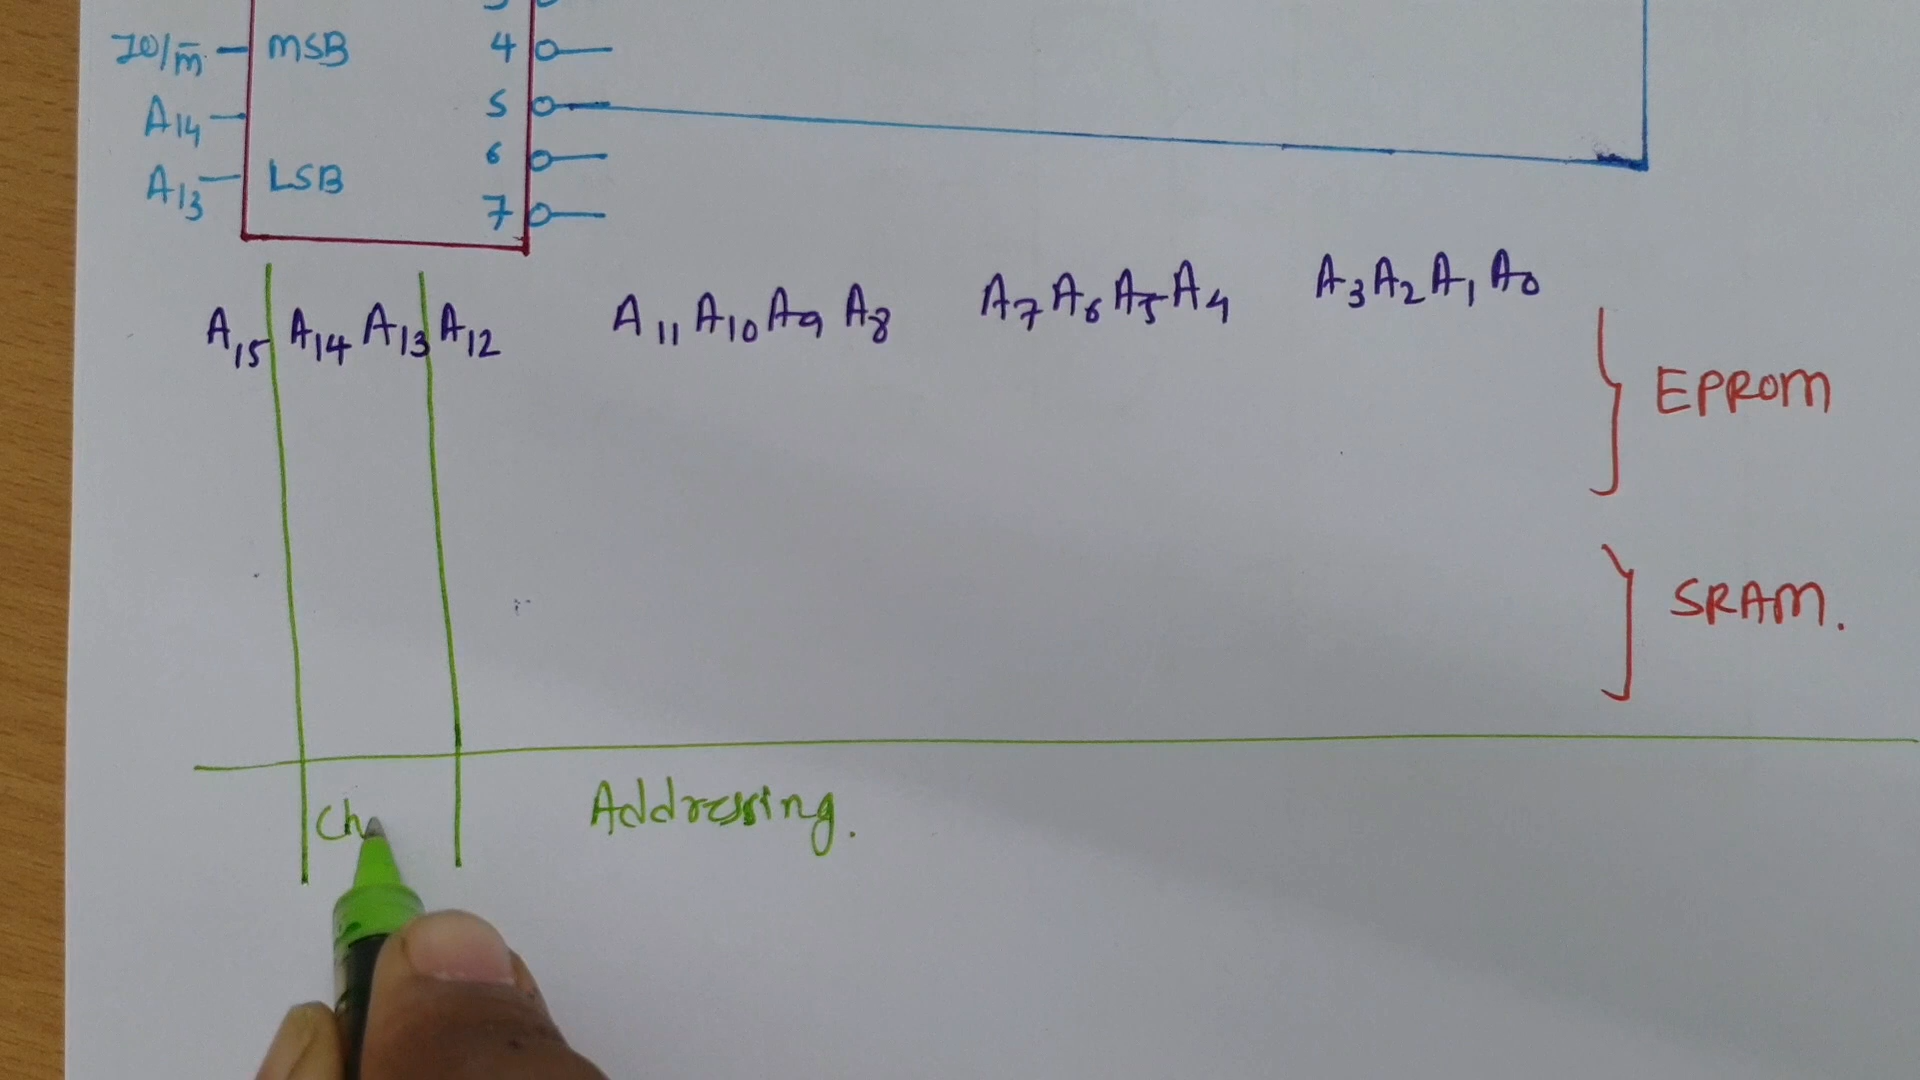 IO/M̅ MSB 4
A14 5
6
A13 LSB
7
A15 A14 A13 A12 A11 A10 A9 A8 A7 A6 A5 A4 A3 A2 A1 A0
EPROM
SRAM.
Ch Addressing.